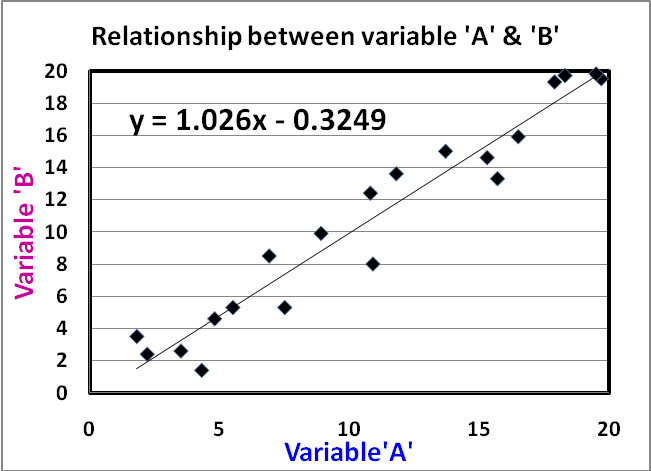 Relationship between variable 'A' & 'B'
y = 1.026x - 0.3249
Variable 'B'
20
18
16
14
12
10
8
6
4
2
0
0 5 10 15 20
Variable'A'